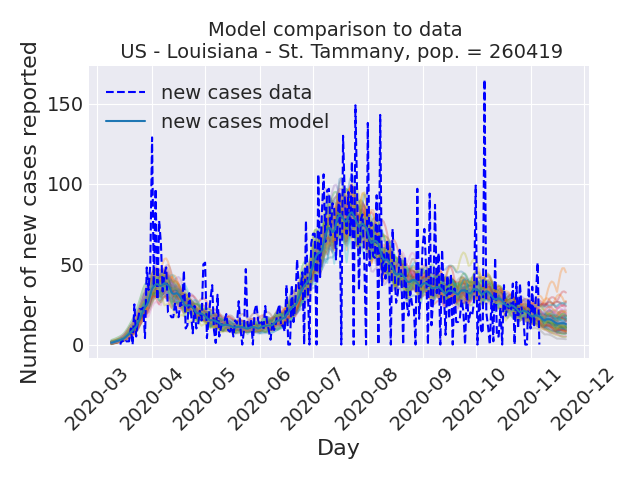 Model comparison to data
US - Louisiana - St. Tammany, pop. = 260419
Number of new cases reported
new cases data
new cases model
150
100
50
0
2020-03
2020-04
2020-05
2020-06
2020-07
2020-08
2020-09
2020-10
2020-11
2020-12
Day